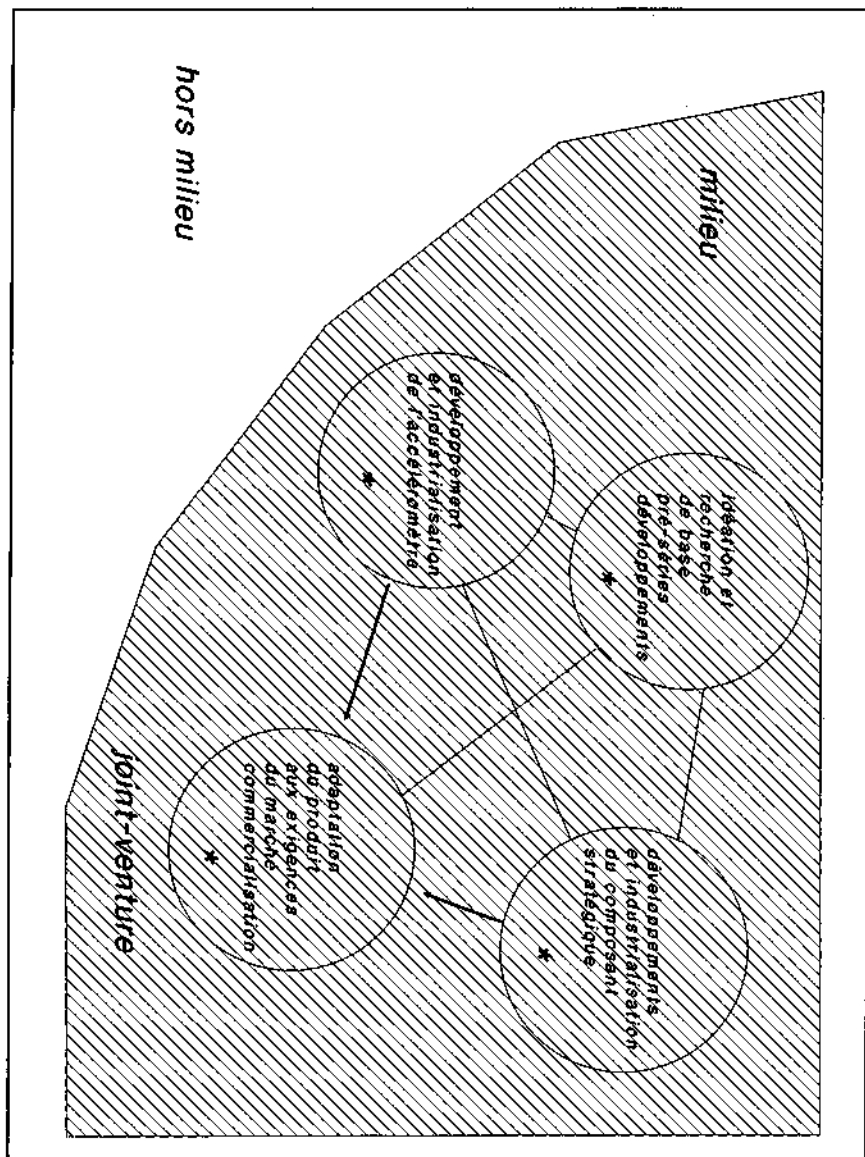 milieu
idéation et
recherche
de base
pré-séries
développements
*
développements
et industrialisation
du composant
stratégique
*
développement
et industrialisation
de l'accéléromètre
*
adaptation
du produit
aux exigences
du marché
commercialisation
*
hors milieu
joint-venture